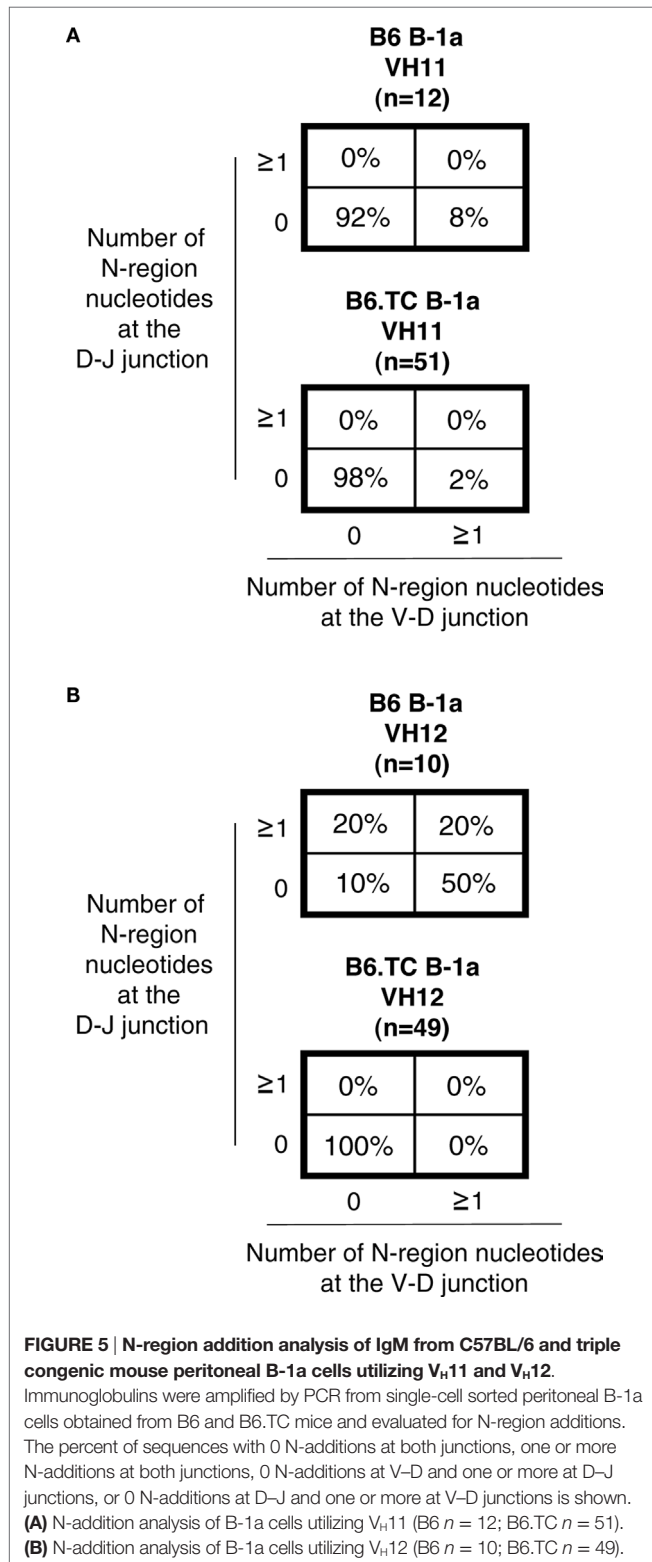 A
B6 B-1a
VH11
(n=12)
≥1 0% 0%
0 92% 8%
Number of
N-region
nucleotides
at the
D-J junction
B6.TC B-1a
VH11
(n=51)
≥1 0% 0%
0 98% 2%
0 ≥1
Number of N-region nucleotides
at the V-D junction
B
B6 B-1a
VH12
(n=10)
≥1 20% 20%
0 10% 50%
Number of
N-region
nucleotides
at the
D-J junction
B6.TC B-1a
VH12
(n=49)
≥1 0% 0%
0 100% 0%
0 ≥1
Number of N-region nucleotides
at the V-D junction
FIGURE 5 | N-region addition analysis of IgM from C57BL/6 and triple
congenic mouse peritoneal B-1a cells utilizing VH11 and VH12.
Immunoglobulins were amplified by PCR from single-cell sorted peritoneal B-1a
cells obtained from B6 and B6.TC mice and evaluated for N-region additions.
The percent of sequences with 0 N-additions at both junctions, one or more
N-additions at both junctions, 0 N-additions at V–D and one or more at D–J
junctions, or 0 N-additions at D–J and one or more at V–D junctions is shown.
(A) N-addition analysis of B-1a cells utilizing VH11 (B6 n = 12; B6.TC n = 51).
(B) N-addition analysis of B-1a cells utilizing VH12 (B6 n = 10; B6.TC n = 49).